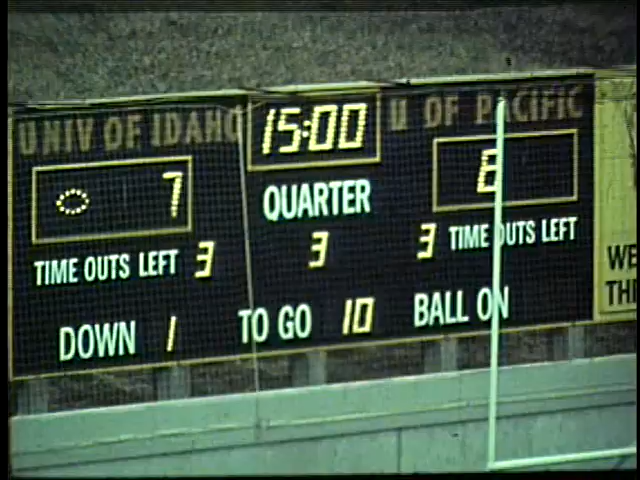 UNIV OF IDAHO 15:00 U OF PACIFIC
7 QUARTER
TIME OUTS LEFT 3 3 3 TIME OUTS LEFT
DOWN 1 TO GO 10 BALL ON
WE